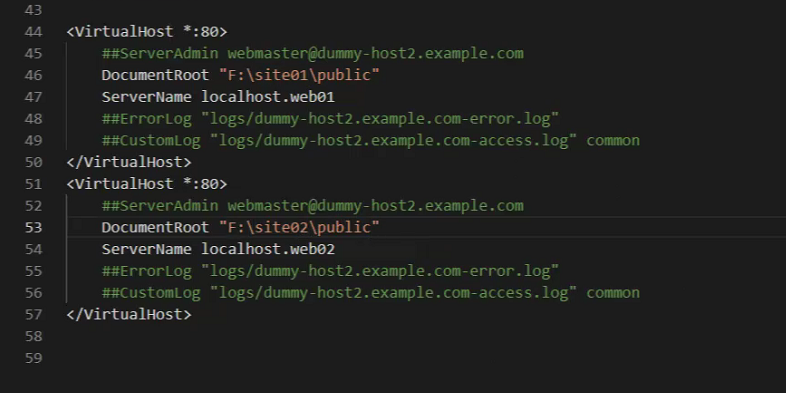 43
44 <VirtualHost *:80>
45 ##ServerAdmin webmaster@dummy-host2.example.com
46 DocumentRoot "F:\site01\public"
47 ServerName localhost.web01
48 ##ErrorLog "logs/dummy-host2.example.com-error.log"
49 ##CustomLog "logs/dummy-host2.example.com-access.log" common
50 </VirtualHost>
51 <VirtualHost *:80>
52 ##ServerAdmin webmaster@dummy-host2.example.com
53 DocumentRoot "F:\site02\public"
54 ServerName localhost.web02
55 ##ErrorLog "logs/dummy-host2.example.com-error.log"
56 ##CustomLog "logs/dummy-host2.example.com-access.log" common
57 </VirtualHost>
58
59